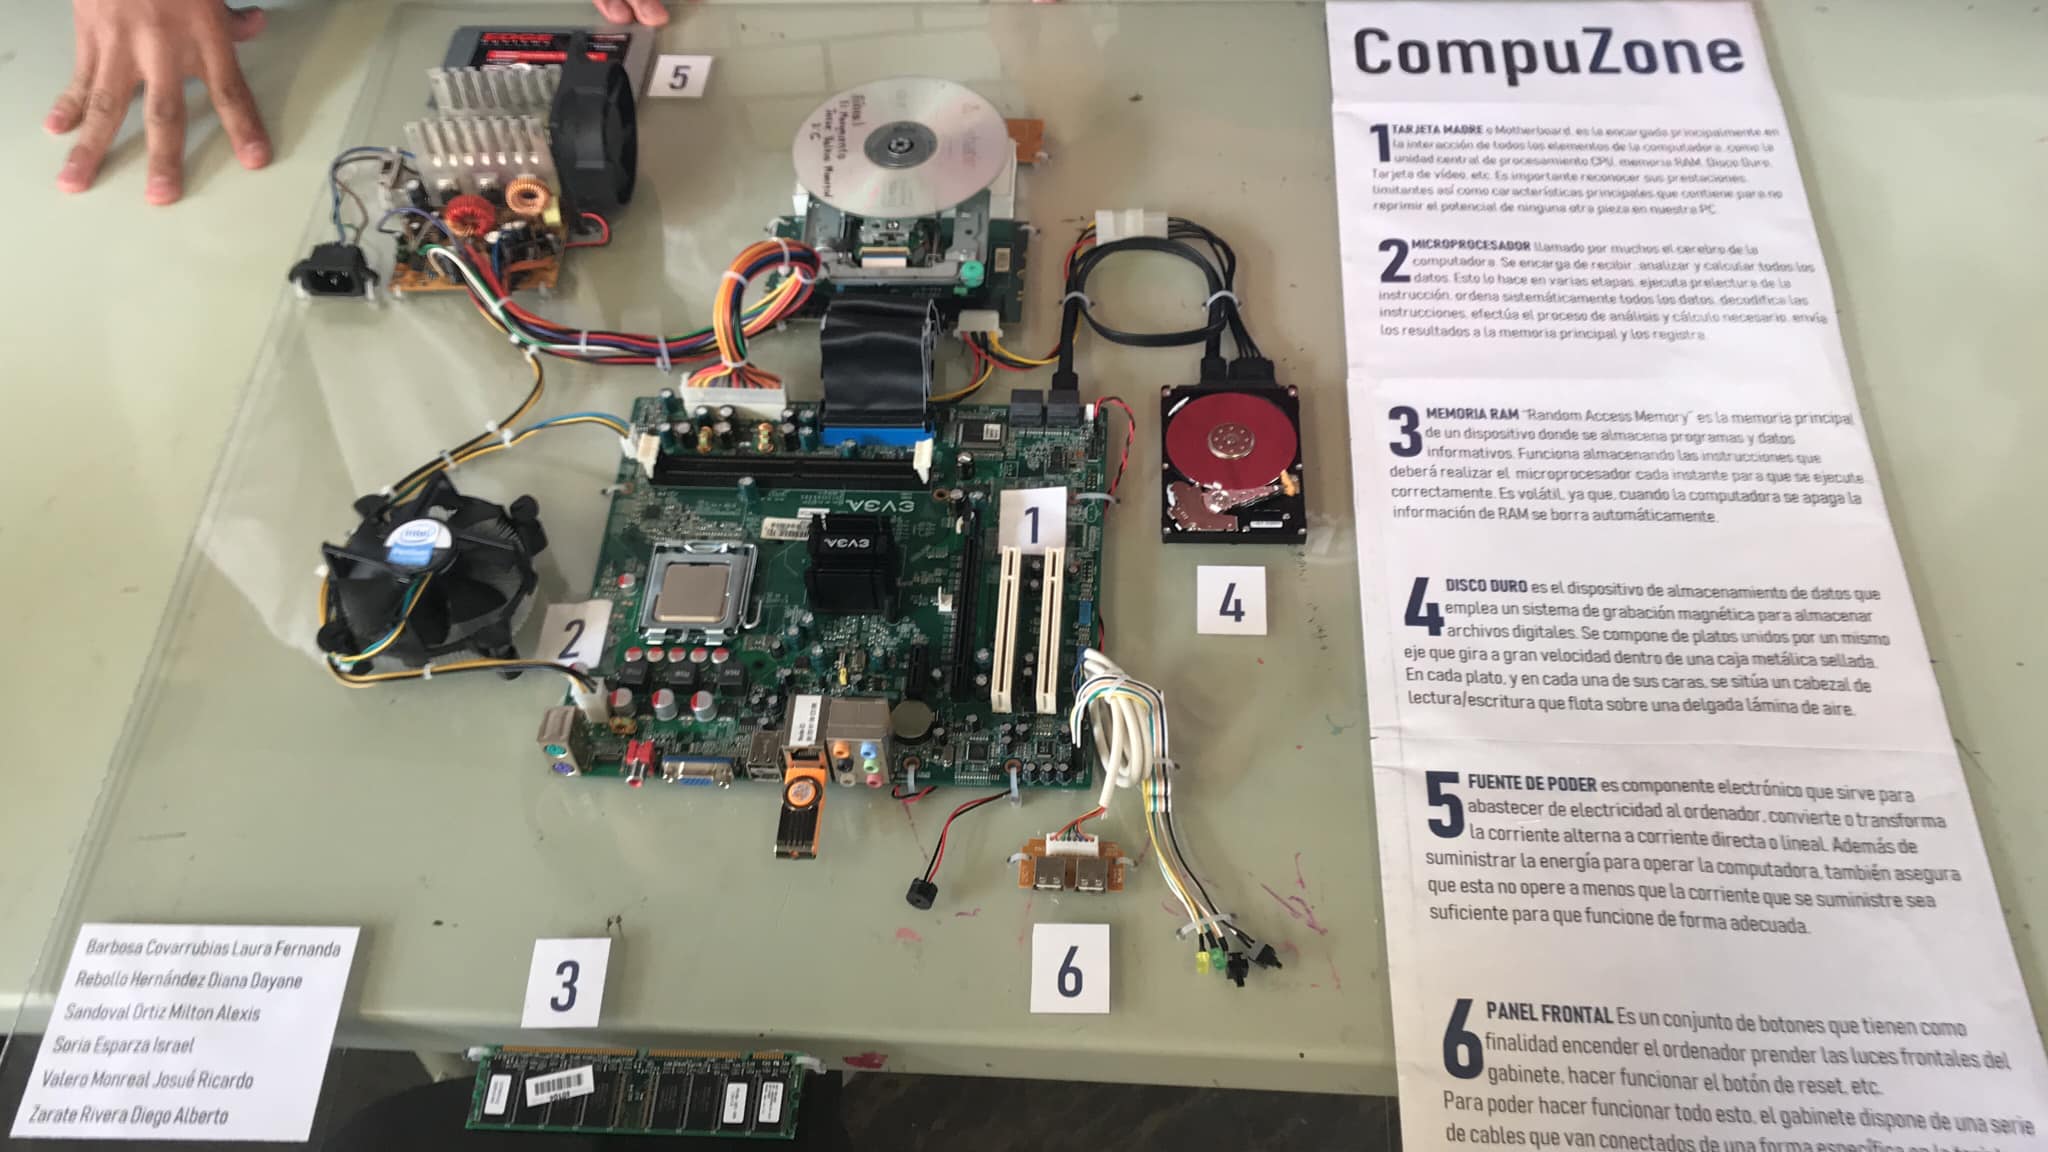 CompuZone
1 TARJETA MADRE o Motherboard, es la encargada principalmente en
la interacción de todos los elementos de la computadora, como la
unidad central de procesamiento CPU, memoria RAM, Disco Duro,
Tarjeta de vídeo, etc. Es importante reconocer sus prestaciones,
limitantes así como características principales que contiene para no
reprimir el potencial de ninguna otra pieza en nuestra PC.
2 MICROPROCESADOR llamado por muchos el cerebro de la
computadora. Se encarga de recibir, analizar y calcular todos los
datos. Esto lo hace en varias etapas, ejecuta prelectura de la
instrucción, ordena sistemáticamente todos los datos, decodifica las
instrucciones, efectúa el proceso de análisis y cálculo necesario, envía
los resultados a la memoria principal y los registra
3 MEMORIA RAM "Random Access Memory" es la memoria principal
de un dispositivo donde se almacena programas y datos
informativos. Funciona almacenando las instrucciones que
deberá realizar el microprocesador cada instante para que se ejecute
correctamente. Es volátil, ya que, cuando la computadora se apaga la
información de RAM se borra automáticamente.
4 DISCO DURO es el dispositivo de almacenamiento de datos que
emplea un sistema de grabación magnética para almacenar
archivos digitales. Se compone de platos unidos por un mismo
eje que gira a gran velocidad dentro de una caja metálica sellada.
En cada plato, y en cada una de sus caras, se sitúa un cabezal de
lectura/escritura que flota sobre una delgada lámina de aire.
5 FUENTE DE PODER es componente electrónico que sirve para
abastecer de electricidad al ordenador, convierte o transforma
la corriente alterna a corriente directa o lineal. Además de
suministrar la energía para operar la computadora, también asegura
que esta no opere a menos que la corriente que se suministre sea
suficiente para que funcione de forma adecuada.
6 PANEL FRONTAL Es un conjunto de botones que tienen como
finalidad encender el ordenador prender las luces frontales del
gabinete, hacer funcionar el botón de reset, etc.
Para poder hacer funcionar todo esto, el gabinete dispone de una serie
de cables que van conectados de una forma específica en la
EDGE
5
EVGA
EVGA
intel
Pentium
1
2
4
3
6
Barbosa Covarrubias Laura Fernanda
Rebollo Hernández Diana Dayane
Sandoval Ortiz Milton Alexis
Soria Esparza Israel
Valero Monreal Josué Ricardo
Zarate Rivera Diego Alberto